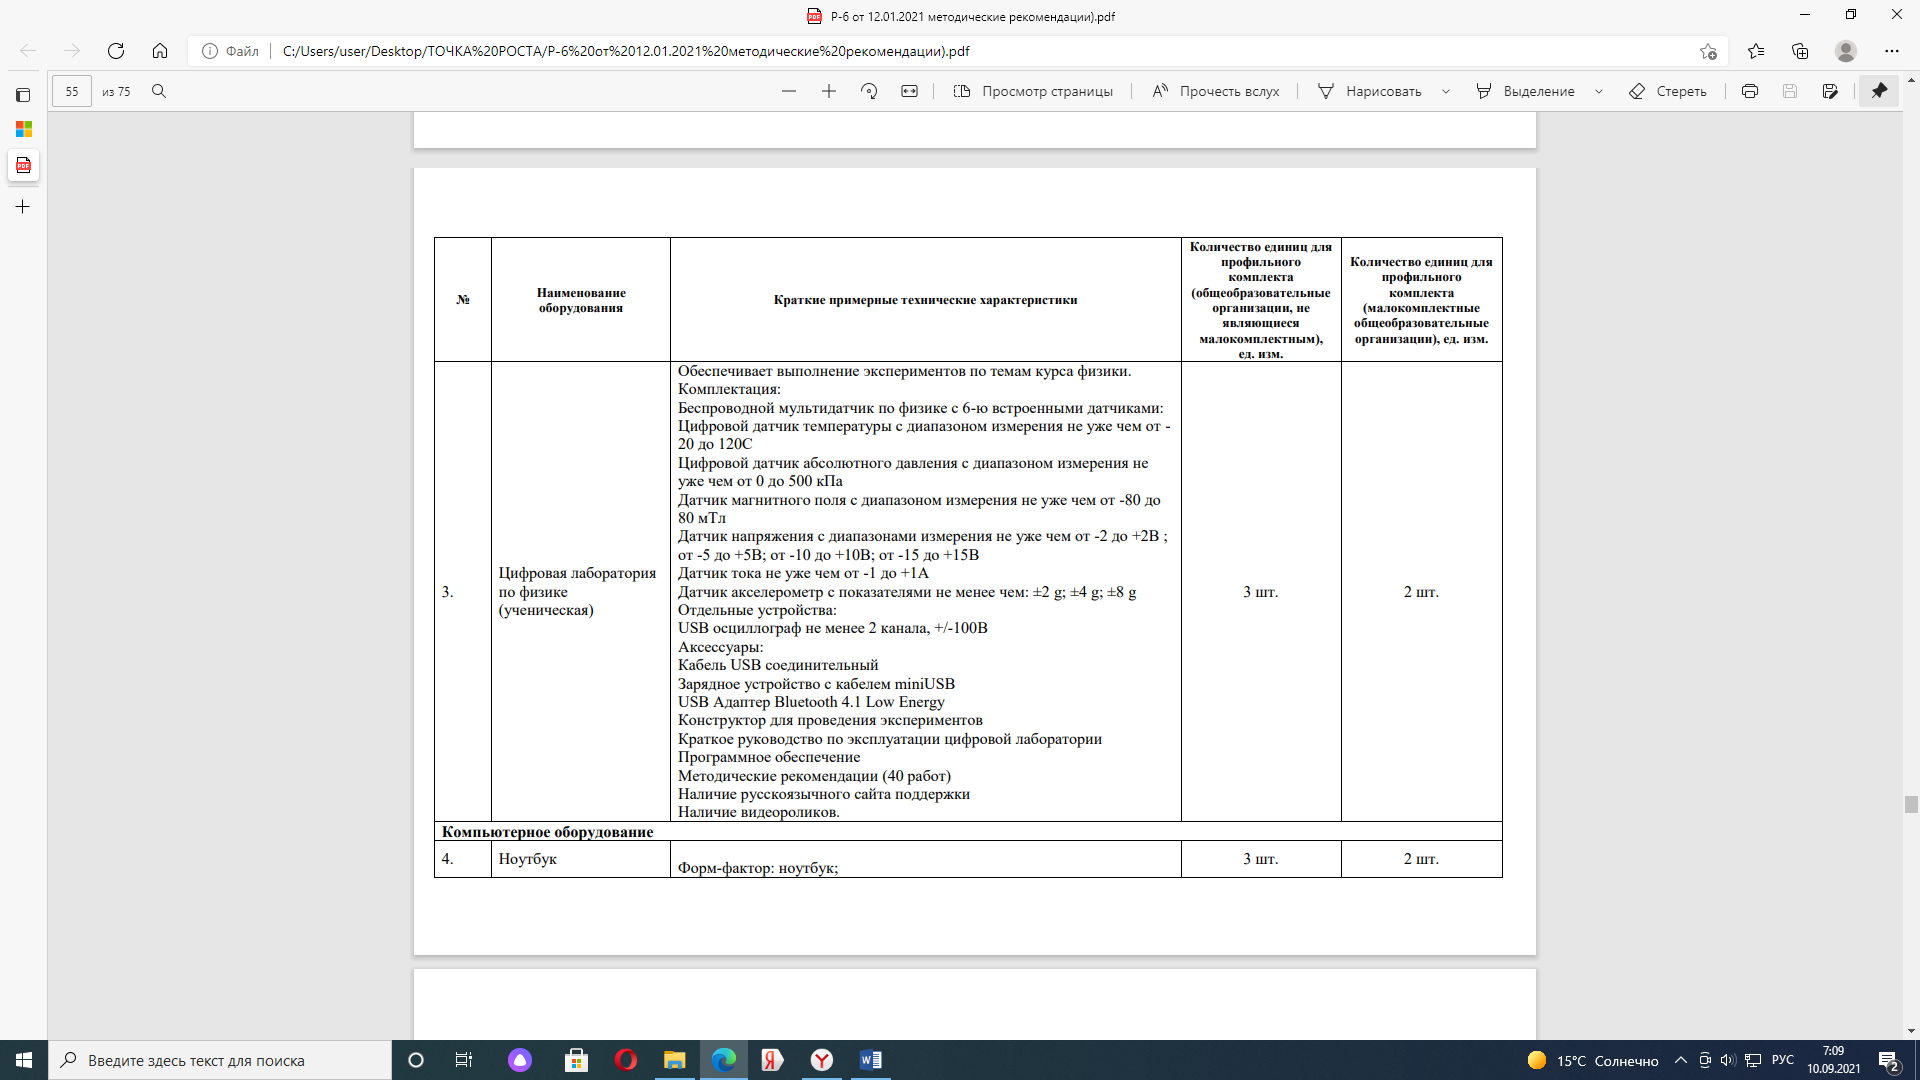 Р-6 от 12.01.2021 методические рекомендации).pdf
Файл
C:/Users/user/Desktop/ТОЧКА%20РОСТА/Р-6%20от%2012.01.2021%20методические%20рекомендации).pdf
55 из 75
Просмотр страницы
Прочесть вслух
Нарисовать
Выделение
Стереть
№
Наименование
оборудования
Краткие примерные технические характеристики
Количество единиц для
профильного
комплекта
(общеобразовательные
организации, не
являющиеся
малокомплектным),
ед. изм.
Количество единиц для
профильного
комплекта
(малокомплектные
общеобразовательные
организации), ед. изм.
3.
Цифровая лаборатория
по физике
(ученическая)
Обеспечивает выполнение экспериментов по темам курса физики.
Комплектация:
Беспроводной мультидатчик по физике с 6-ю встроенными датчиками:
Цифровой датчик температуры с диапазоном измерения не уже чем от -
20 до 120С
Цифровой датчик абсолютного давления с диапазоном измерения не
уже чем от 0 до 500 кПа
Датчик магнитного поля с диапазоном измерения не уже чем от -80 до
80 мТл
Датчик напряжения с диапазонами измерения не уже чем от -2 до +2В ;
от -5 до +5В; от -10 до +10В; от -15 до +15В
Датчик тока не уже чем от -1 до +1А
Датчик акселерометр с показателями не менее чем: ±2 g; ±4 g; ±8 g
Отдельные устройства:
USB осциллограф не менее 2 канала, +/-100В
Аксессуары:
Кабель USB соединительный
Зарядное устройство с кабелем miniUSB
USB Адаптер Bluetooth 4.1 Low Energy
Конструктор для проведения экспериментов
Краткое руководство по эксплуатации цифровой лаборатории
Программное обеспечение
Методические рекомендации (40 работ)
Наличие русскоязычного сайта поддержки
Наличие видеороликов.
3 шт.
2 шт.
Компьютерное оборудование
4.
Ноутбук
Форм-фактор: ноутбук;
3 шт.
2 шт.
Введите здесь текст для поиска
15°C Солнечно
РУС
7:09
10.09.2021
2